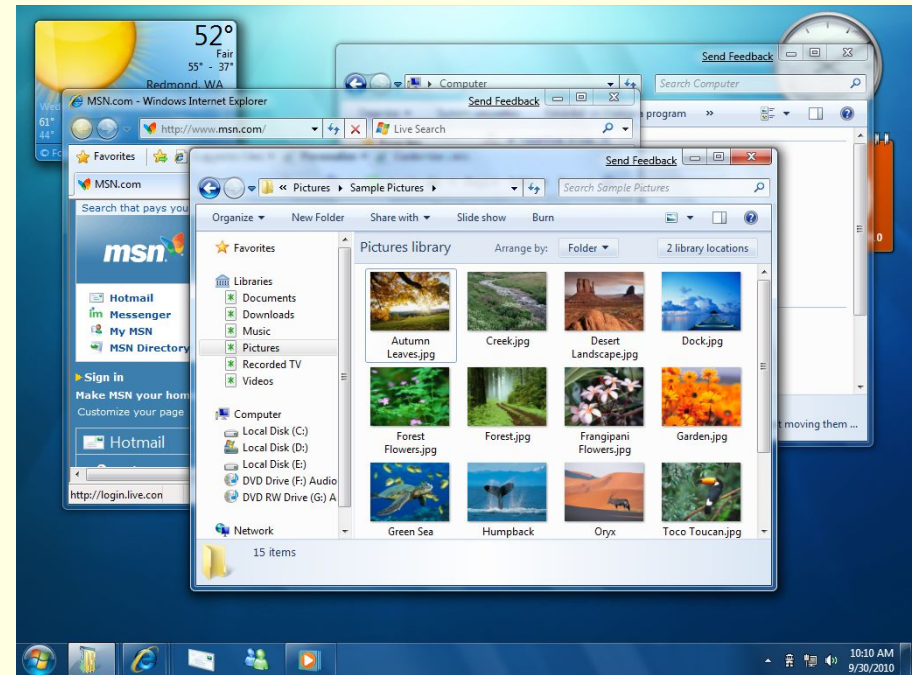 52°
Fair
55° - 37°
Redmond, WA
61°
44°
Send Feedback
Computer
Search Computer
MSN.com - Windows Internet Explorer
Send Feedback
http://www.msn.com/
Live Search
Favorites
MSN.com
Search that pays you
msn
Hotmail
Messenger
My MSN
MSN Directory
Sign in
Make MSN your hom
Customize your page
Hotmail
http://login.live.con
a program »
t moving them ...
Send Feedback
« Pictures Sample Pictures
Search Sample Pictures
Organize New Folder Share with Slide show Burn
Favorites
Libraries
Documents
Downloads
Music
Pictures
Recorded TV
Videos
Computer
Local Disk (C:)
Local Disk (D:)
Local Disk (E:)
DVD Drive (F:) Audio
DVD RW Drive (G:) A
Network
Pictures library
Arrange by: Folder
2 library locations
Autumn Leaves.jpg
Creek.jpg
Desert Landscape.jpg
Dock.jpg
Forest Flowers.jpg
Forest.jpg
Frangipani Flowers.jpg
Garden.jpg
Green Sea
Humpback
Oryx
Toco Toucan.jpg
15 items
10:10 AM
9/30/2010